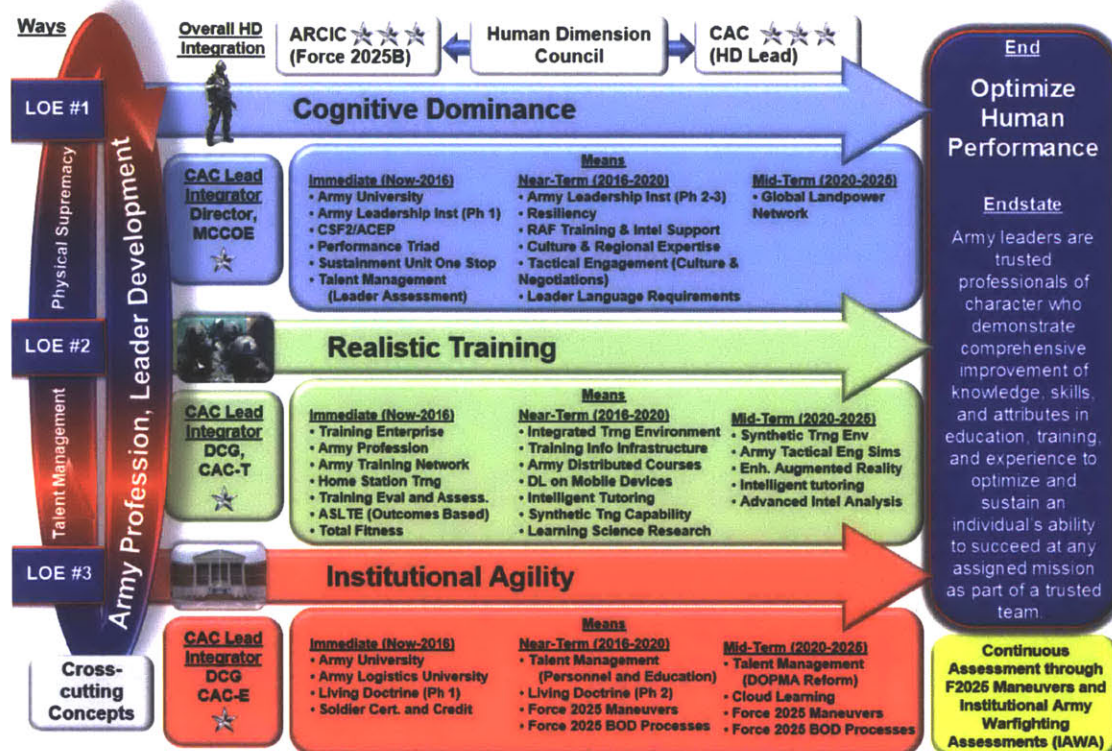 Ways
Overall HD
Integration
ARCIC
(Force 2025B)
Human Dimension
Council
CAC
(HD Lead)
LOE #1
Cognitive Dominance
CAC Lead
Integrator
Director,
MCCOE
Means
Immediate (Now-2016)
• Army University
• Army Leadership Inst (Ph 1)
• CSF2/ACEP
• Performance Triad
• Sustainment Unit One Stop
• Talent Management
(Leader Assessment)
Near-Term (2016-2020)
• Army Leadership Inst (Ph 2-3)
• Resiliency
• RAF Training & Intel Support
• Culture & Regional Expertise
• Tactical Engagement (Culture &
Negotiations)
• Leader Language Requirements
Mid-Term (2020-2025)
• Global Landpower
Network
Physical Supremacy
Army Profession, Leader Development
LOE #2
Realistic Training
CAC Lead
Integrator
DCG,
CAC-T
Means
Immediate (Now-2016)
• Training Enterprise
• Army Profession
• Army Training Network
• Home Station Trng
• Training Eval and Assess.
• ASLTE (Outcomes Based)
• Total Fitness
Near-Term (2016-2020)
• Integrated Trng Environment
• Training Info Infrastructure
• Army Distributed Courses
• DL on Mobile Devices
• Intelligent Tutoring
• Synthetic Tng Capability
• Learning Science Research
Mid-Term (2020-2025)
• Synthetic Trng Env
• Army Tactical Eng Sims
• Enh. Augmented Reality
• Intelligent tutoring
• Advanced Intel Analysis
Talent Management
LOE #3
Institutional Agility
CAC Lead
Integrator
DCG
CAC-E
Means
Immediate (Now-2016)
• Army University
• Army Logistics University
• Living Doctrine (Ph 1)
• Soldier Cert. and Credit
Near-Term (2016-2020)
• Talent Management
(Personnel and Education)
• Living Doctrine (Ph 2)
• Force 2025 Maneuvers
• Force 2025 BOD Processes
Mid-Term (2020-2025)
• Talent Management
(DOPMA Reform)
• Cloud Learning
• Force 2025 Maneuvers
• Force 2025 BOD Processes
Cross-
cutting
Concepts
End
Optimize
Human
Performance
Endstate
Army leaders are
trusted
professionals of
character who
demonstrate
comprehensive
improvement of
knowledge, skills,
and attributes in
education, training,
and experience to
optimize and
sustain an
individual's ability
to succeed at any
assigned mission
as part of a trusted
team.
Continuous
Assessment through
F2025 Maneuvers and
Institutional Army
Warfighting
Assessments (IAWA)